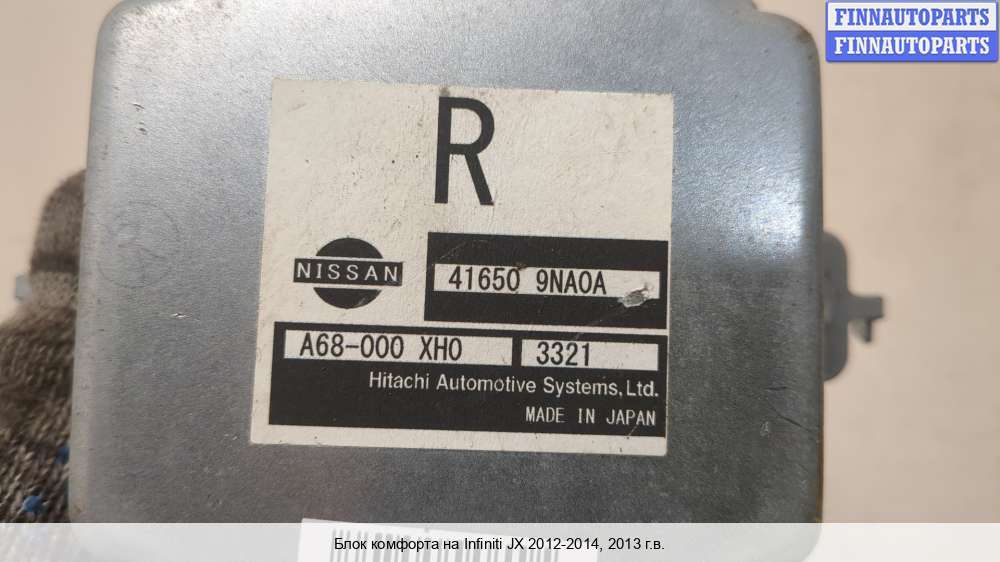 FINNAUTOPARTS
FINNAUTOPARTS
R
NISSAN
41650 9NA0A
A68-000 XH0
3321
Hitachi Automotive Systems, Ltd.
MADE IN JAPAN
Блок комфорта на Infiniti JX 2012-2014, 2013 г.в.